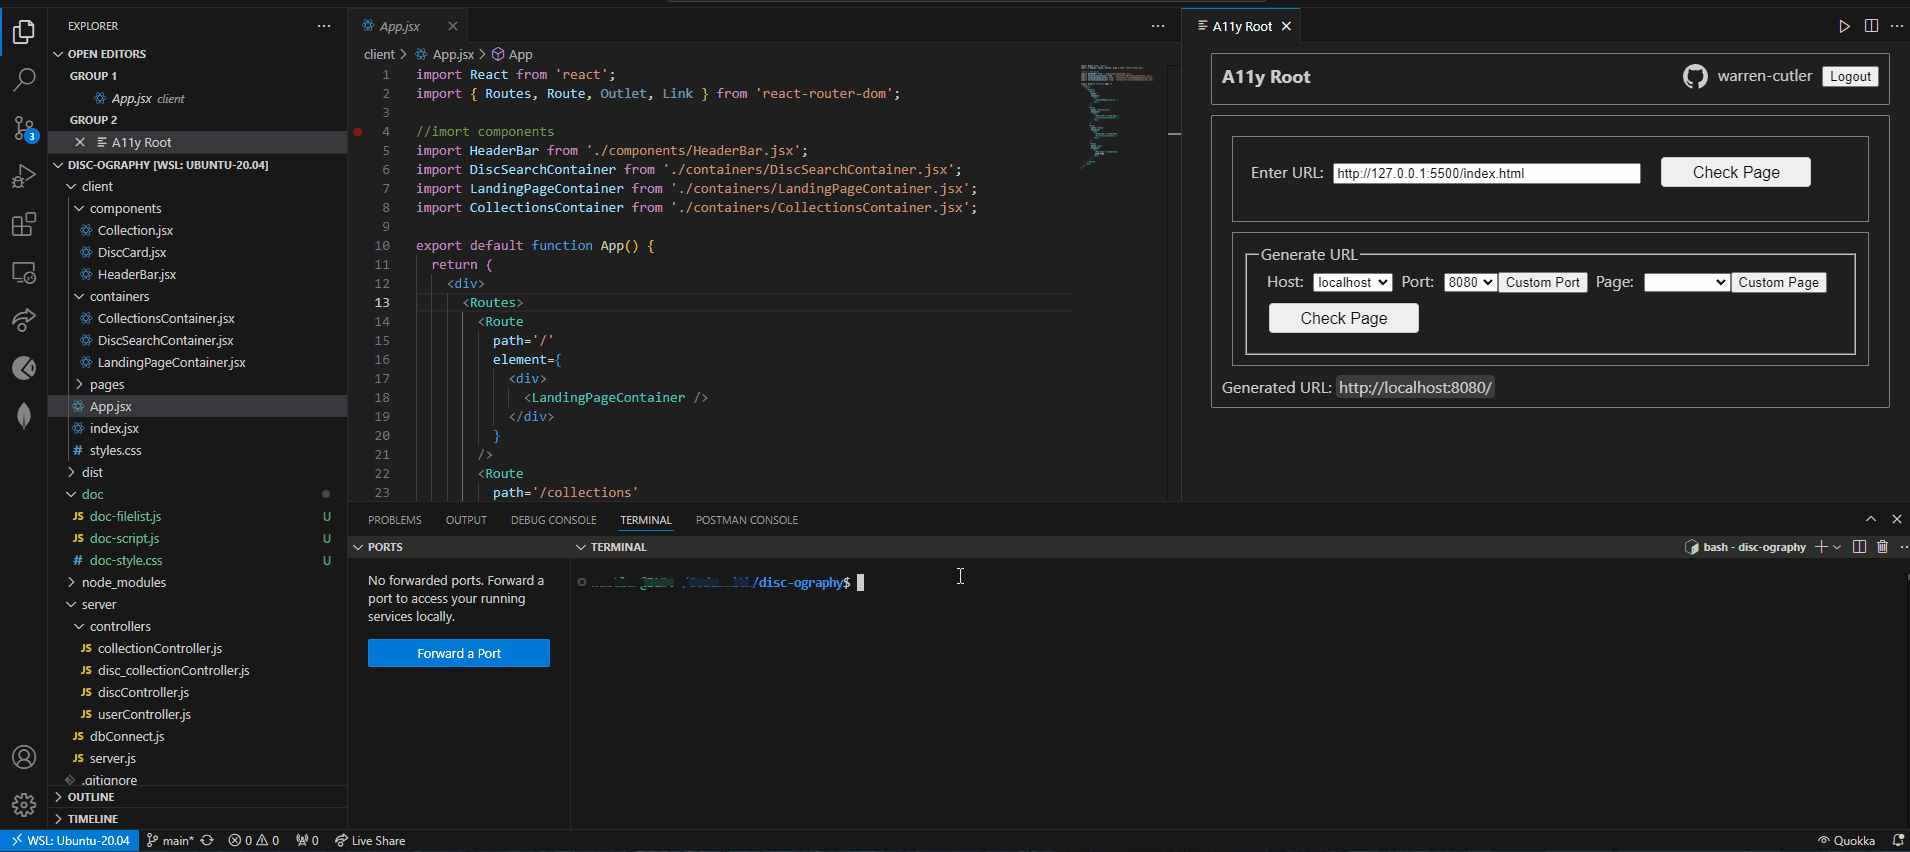 EXPLORER
OPEN EDITORS
GROUP 1
App.jsx client
GROUP 2
A11y Root
DISC-OGRAPHY [WSL: UBUNTU-20.04]
client
components
Collection.jsx
DiscCard.jsx
HeaderBar.jsx
containers
CollectionsContainer.jsx
DiscSearchContainer.jsx
LandingPageContainer.jsx
pages
App.jsx
index.jsx
# styles.css
dist
doc
JS doc-filelist.js U
JS doc-script.js U
# doc-style.css U
node_modules
server
controllers
JS collectionController.js
JS disc_collectionController.js
JS discController.js
JS userController.js
JS dbConnect.js
JS server.js
.gitignore
OUTLINE
TIMELINE
3
App.jsx
client > App.jsx > App
1 import React from 'react';
2 import { Routes, Route, Outlet, Link } from 'react-router-dom';
3
4 //imort components
5 import HeaderBar from './components/HeaderBar.jsx';
6 import DiscSearchContainer from './containers/DiscSearchContainer.jsx';
7 import LandingPageContainer from './containers/LandingPageContainer.jsx';
8 import CollectionsContainer from './containers/CollectionsContainer.jsx';
9
10 export default function App() {
11 return (
12 <div>
13 <Routes>
14 <Route
15 path='/'
16 element={
17 <div>
18 <LandingPageContainer />
19 </div>
20 }
21 />
22 <Route
23 path='/collections'
A11y Root
A11y Root
warren-cutler Logout
Enter URL: http://127.0.0.1:5500/index.html Check Page
Generate URL
Host: localhost Port: 8080 Custom Port Page: Custom Page
Check Page
Generated URL: http://localhost:8080/
PROBLEMS OUTPUT DEBUG CONSOLE TERMINAL POSTMAN CONSOLE
PORTS
No forwarded ports. Forward a
port to access your running
services locally.
Forward a Port
TERMINAL
bash - disc-ography
/disc-ography$
WSL: Ubuntu-20.04 main* 0 0 0 Live Share
Quokka